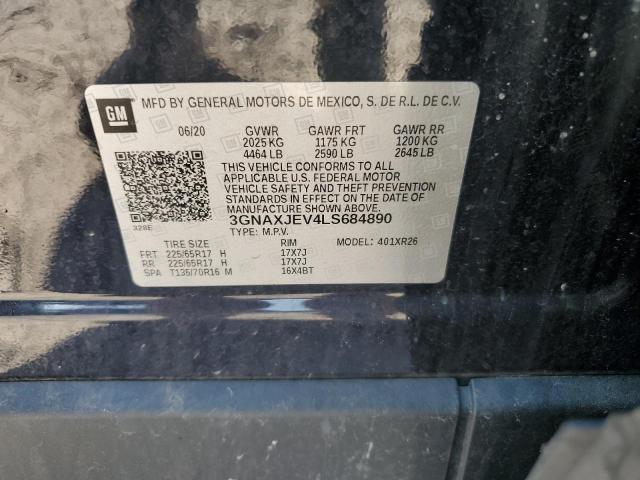 GM
MFD BY GENERAL MOTORS DE MEXICO, S. DE R.L. DE C.V.
06/20 GVWR GAWR FRT GAWR RR
2025 KG 1175 KG 1200 KG
4464 LB 2590 LB 2645 LB
THIS VEHICLE CONFORMS TO ALL
APPLICABLE U.S. FEDERAL MOTOR
VEHICLE SAFETY AND THEFT PREVENTION
STANDARDS IN EFFECT ON THE DATE OF
MANUFACTURE SHOWN ABOVE.
3GNAXJEV4LS684890
328E TYPE: M.P.V.
TIRE SIZE RIM MODEL: 401XR26
FRT 225/65R17 H 17X7J
RR 225/65R17 H 17X7J
SPA T135/70R16 M 16X4BT